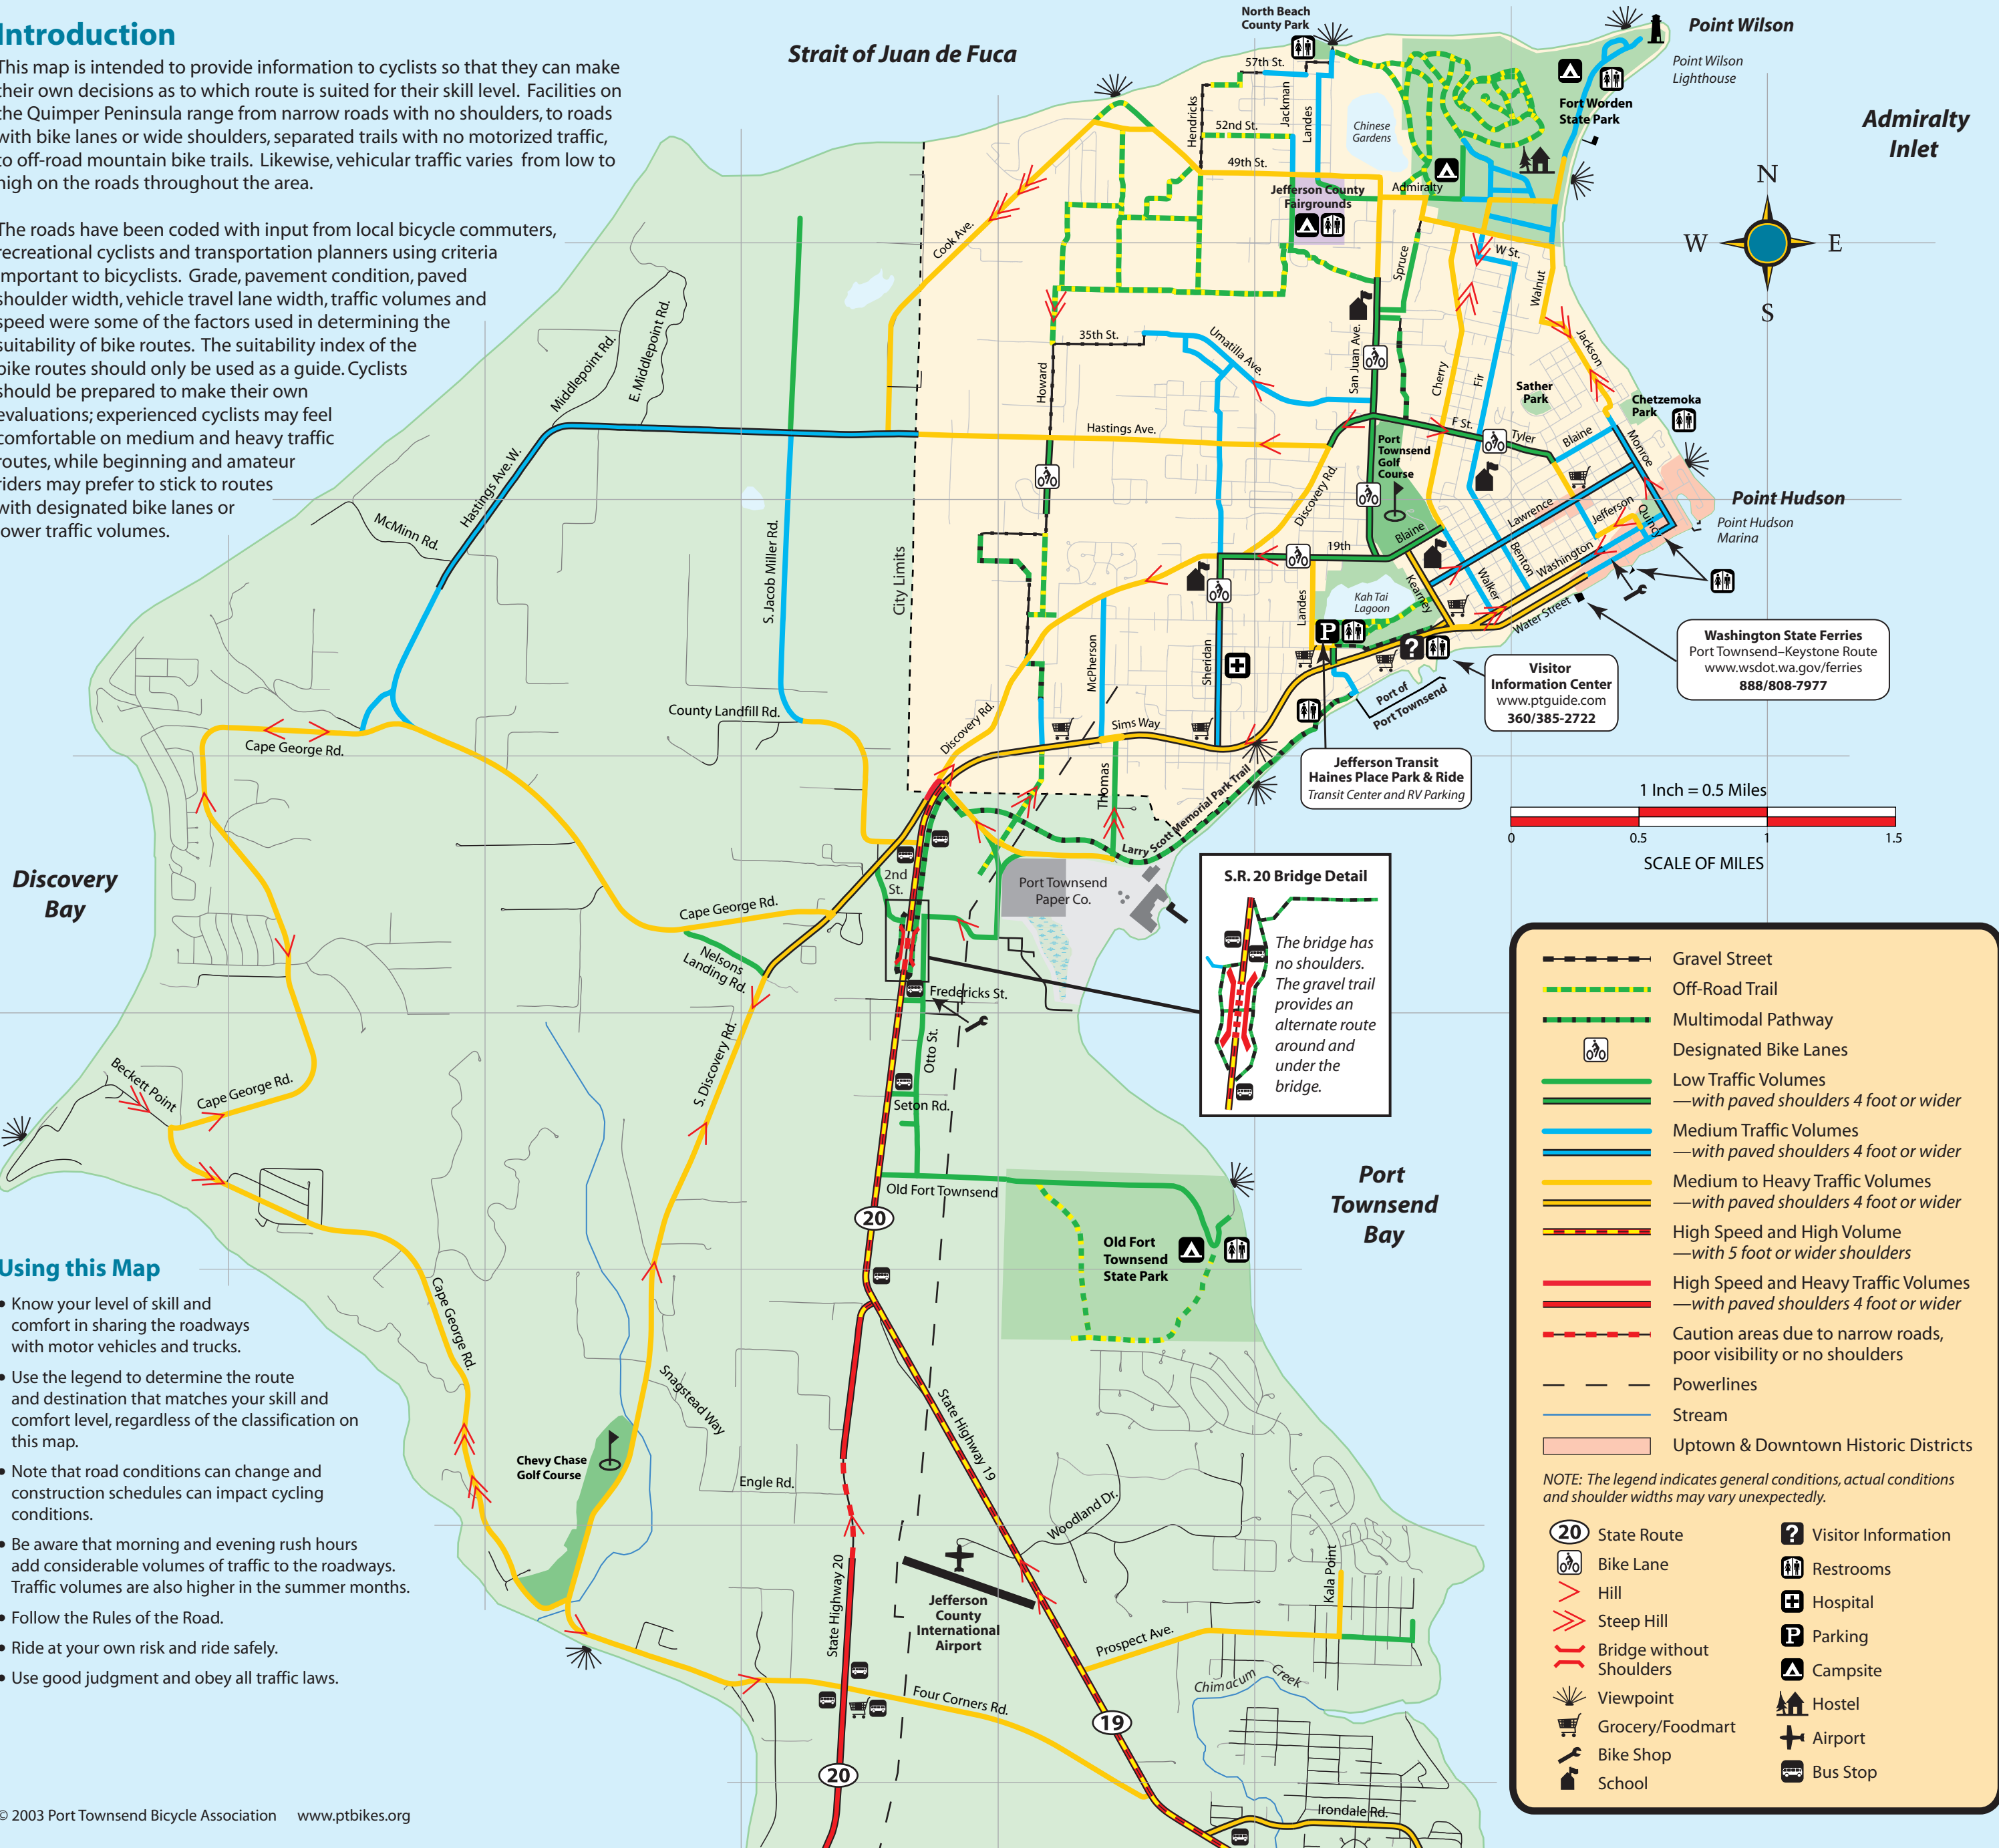 Introduction
This map is intended to provide information to cyclists so that they can make
their own decisions as to which route is suited for their skill level. Facilities on
the Quimper Peninsula range from narrow roads with no shoulders, to roads
with bike lanes or wide shoulders, separated trails with no motorized traffic,
to off-road mountain bike trails. Likewise, vehicular traffic varies from low to
high on the roads throughout the area.
The roads have been coded with input from local bicycle commuters,
recreational cyclists and transportation planners using criteria
important to bicyclists. Grade, pavement condition, paved
shoulder width, vehicle travel lane width, traffic volumes and
speed were some of the factors used in determining the
suitability of bike routes. The suitability index of the
bike routes should only be used as a guide. Cyclists
should be prepared to make their own
evaluations; experienced cyclists may feel
comfortable on medium and heavy traffic
routes, while beginning and amateur
riders may prefer to stick to routes
with designated bike lanes or
lower traffic volumes.
Strait of Juan de Fuca
North Beach
County Park
Point Wilson
Point Wilson
Lighthouse
Fort Worden
State Park
Admiralty
Inlet
N
W
E
S
57th St.
Hendricks
Jackman
Landes
52nd St.
Chinese
Gardens
49th St.
Jefferson County
Fairgrounds
Admiralty
Cook Ave.
Spruce
W St.
Walnut
Jackson
35th St.
Umatilla Ave.
San Juan Ave.
Cherry
Fir
Sather
Park
Chetzemoka
Park
Howard
Hastings Ave.
F St.
Tyler
Blaine
Monroe
Port
Townsend
Golf
Course
Discovery Rd.
Lawrence
Jefferson
Quincy
Point Hudson
Point Hudson
Marina
Blaine
19th
Benton
Washington
Walker
Kearney
Kah Tai
Lagoon
Landes
Water Street
Washington State Ferries
Port Townsend–Keystone Route
www.wsdot.wa.gov/ferries
888/808-7977
Visitor
Information Center
www.ptguide.com
360/385-2722
P
?
Port of
Port Townsend
Jefferson Transit
Haines Place Park & Ride
Transit Center and RV Parking
Middlepoint Rd.
E. Middlepoint Rd.
Hastings Ave. W.
McMinn Rd.
S. Jacob Miller Rd.
City Limits
McPherson
Sheridan
County Landfill Rd.
Discovery Rd.
Sims Way
Thomas
Larry Scott Memorial Park Trail
Cape George Rd.
1 Inch = 0.5 Miles
0
0.5
1
1.5
SCALE OF MILES
Discovery
Bay
2nd
St.
Port Townsend
Paper Co.
Cape George Rd.
Nelsons
Landing Rd.
Fredericks St.
S.R. 20 Bridge Detail
The bridge has
no shoulders.
The gravel trail
provides an
alternate route
around and
under the
bridge.
Otto St.
S. Discovery Rd.
Beckett Point
Cape George Rd.
Seton Rd.
Old Fort Townsend
20
Old Fort
Townsend
State Park
Port
Townsend
Bay
Using this Map
• Know your level of skill and
comfort in sharing the roadways
with motor vehicles and trucks.
• Use the legend to determine the route
and destination that matches your skill and
comfort level, regardless of the classification on
this map.
• Note that road conditions can change and
construction schedules can impact cycling
conditions.
• Be aware that morning and evening rush hours
add considerable volumes of traffic to the roadways.
Traffic volumes are also higher in the summer months.
• Follow the Rules of the Road.
• Ride at your own risk and ride safely.
• Use good judgment and obey all traffic laws.
Cape George Rd.
Snagstead Way
State Highway 19
Chevy Chase
Golf Course
Engle Rd.
Woodland Dr.
State Highway 20
Jefferson
County
International
Airport
Kala Point
Prospect Ave.
Chimacum Creek
Four Corners Rd.
19
20
Irondale Rd.
Gravel Street
Off-Road Trail
Multimodal Pathway
Designated Bike Lanes
Low Traffic Volumes
—with paved shoulders 4 foot or wider
Medium Traffic Volumes
—with paved shoulders 4 foot or wider
Medium to Heavy Traffic Volumes
—with paved shoulders 4 foot or wider
High Speed and High Volume
—with 5 foot or wider shoulders
High Speed and Heavy Traffic Volumes
—with paved shoulders 4 foot or wider
Caution areas due to narrow roads,
poor visibility or no shoulders
Powerlines
Stream
Uptown & Downtown Historic Districts
NOTE: The legend indicates general conditions, actual conditions
and shoulder widths may vary unexpectedly.
20 State Route
Bike Lane
Hill
Steep Hill
Bridge without
Shoulders
Viewpoint
Grocery/Foodmart
Bike Shop
School
? Visitor Information
Restrooms
Hospital
P Parking
Campsite
Hostel
Airport
Bus Stop
© 2003 Port Townsend Bicycle Association www.ptbikes.org